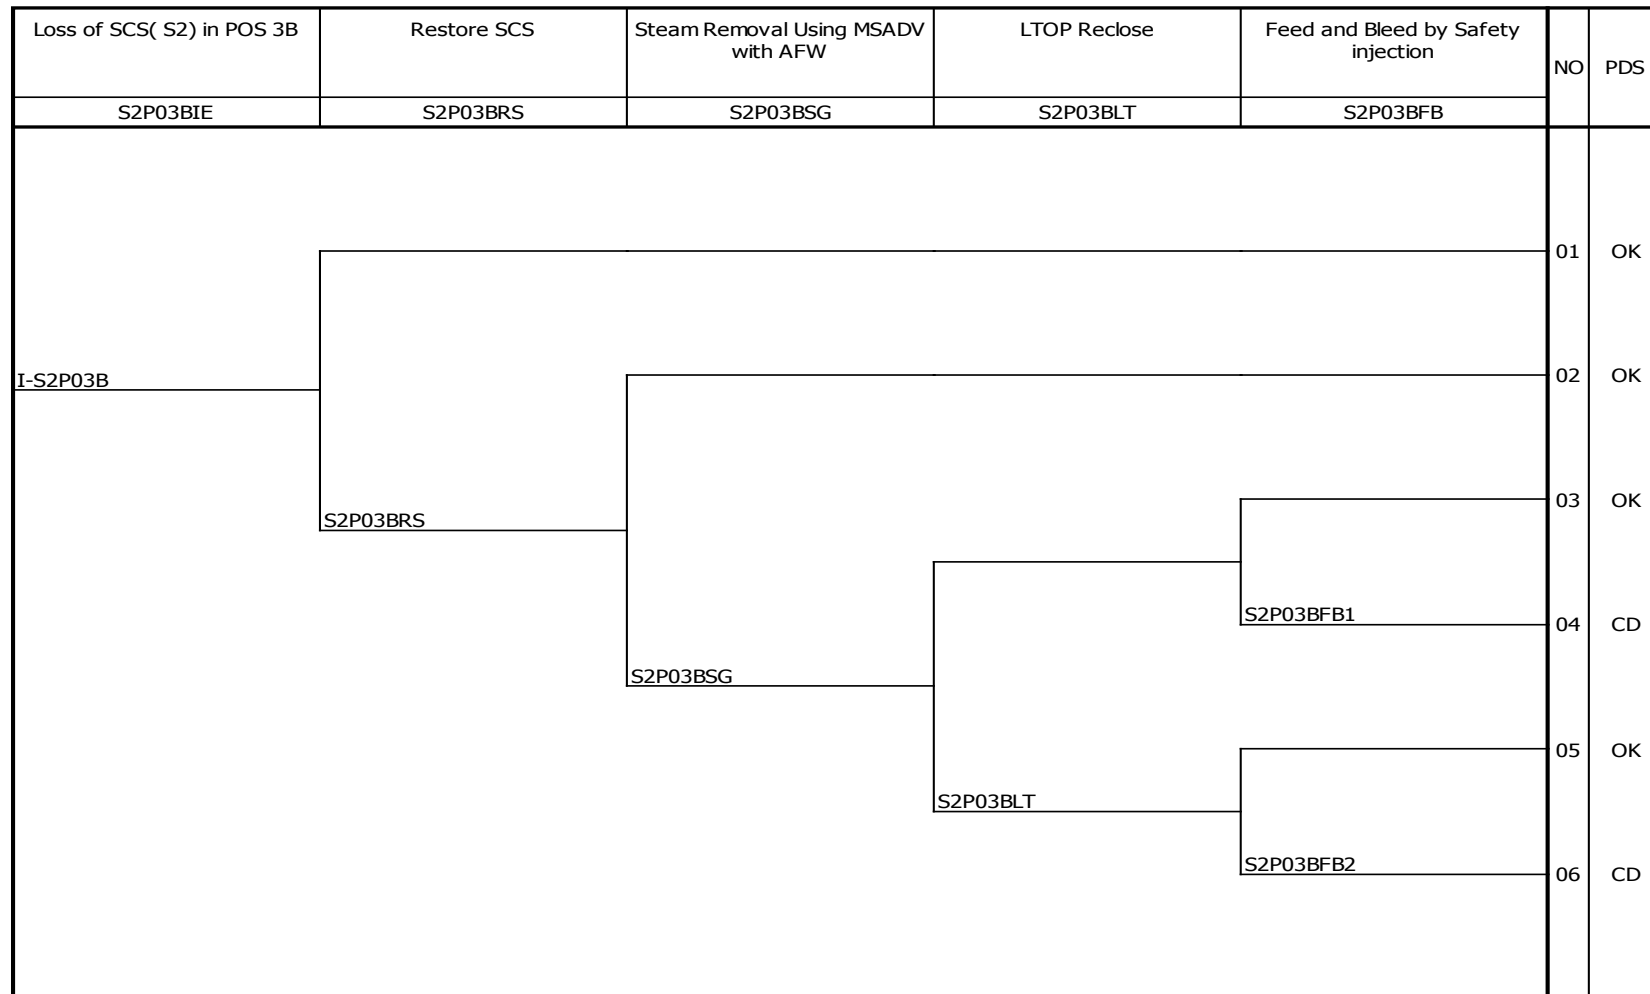 Loss of SCS( S2) in POS 3B
Restore SCS
Steam Removal Using MSADV
with AFW
LTOP Reclose
Feed and Bleed by Safety
injection
NO
PDS
S2P03BIE
S2P03BRS
S2P03BSG
S2P03BLT
S2P03BFB
01
OK
I-S2P03B
02
OK
03
OK
S2P03BRS
S2P03BFB1
04
CD
S2P03BSG
05
OK
S2P03BLT
S2P03BFB2
06
CD